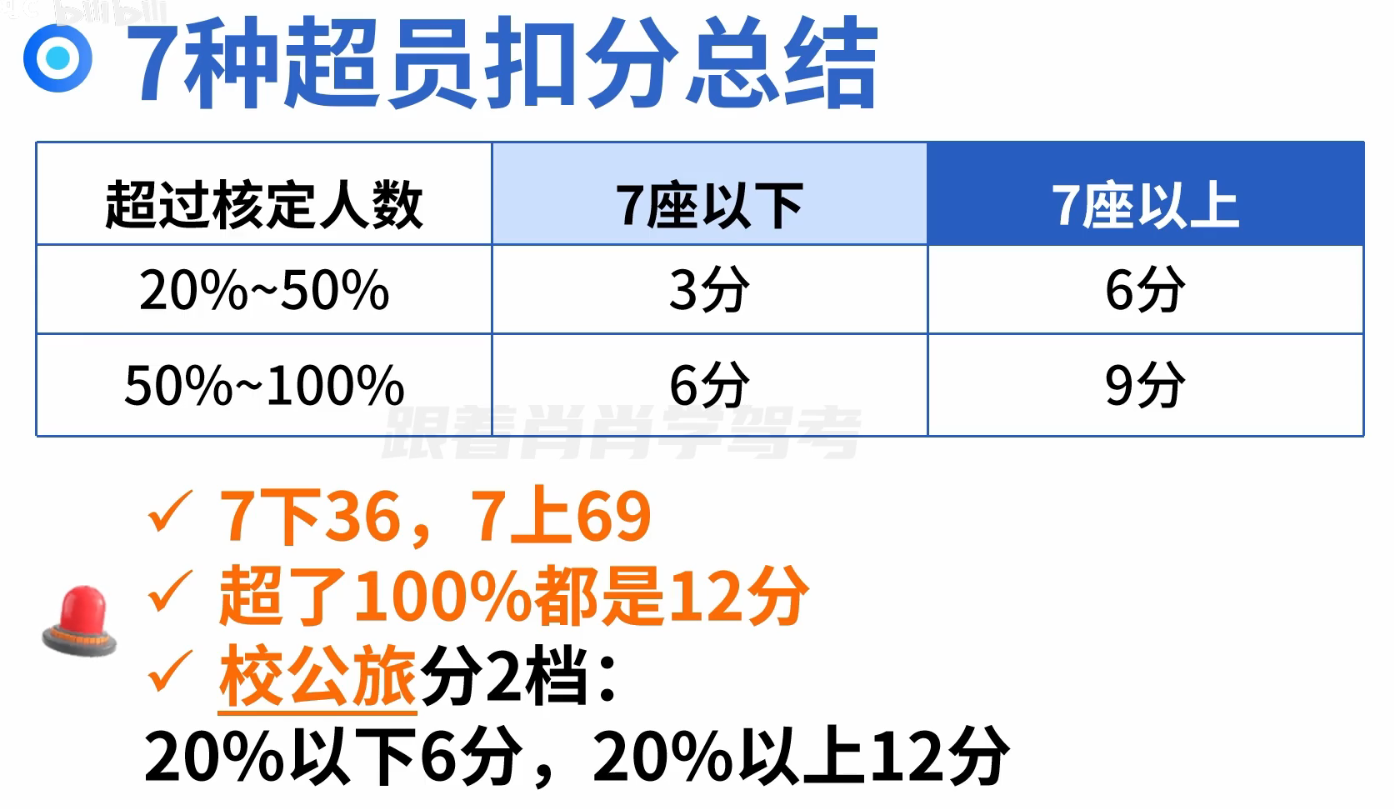 bilibili
7种超员扣分总结
超过核定人数 7座以下 7座以上
20%~50% 3分 6分
50%~100% 6分 9分
跟着肖肖学驾考
✓ 7下36，7上69
✓ 超了100%都是12分
✓ 校公旅分2档：
20%以下6分，20%以上12分